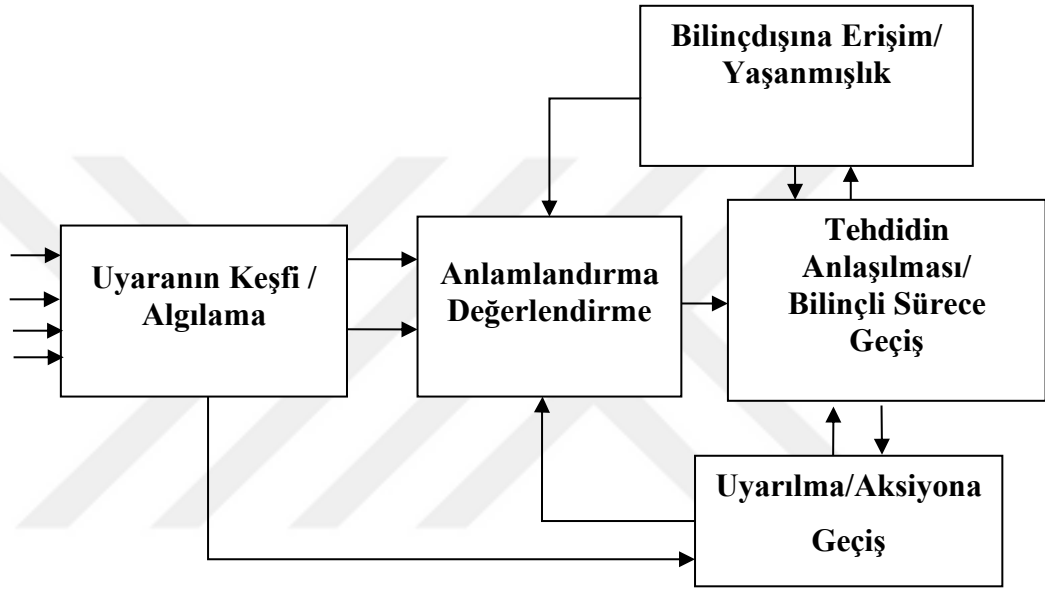 Bilinçdışına Erişim/
Yaşanmışlık
Uyaranın Keşfi /
Algılama
Anlamlandırma
Değerlendirme
Tehdidin
Anlaşılması/
Bilinçli Sürece
Geçiş
Uyarılma/Aksiyona
Geçiş